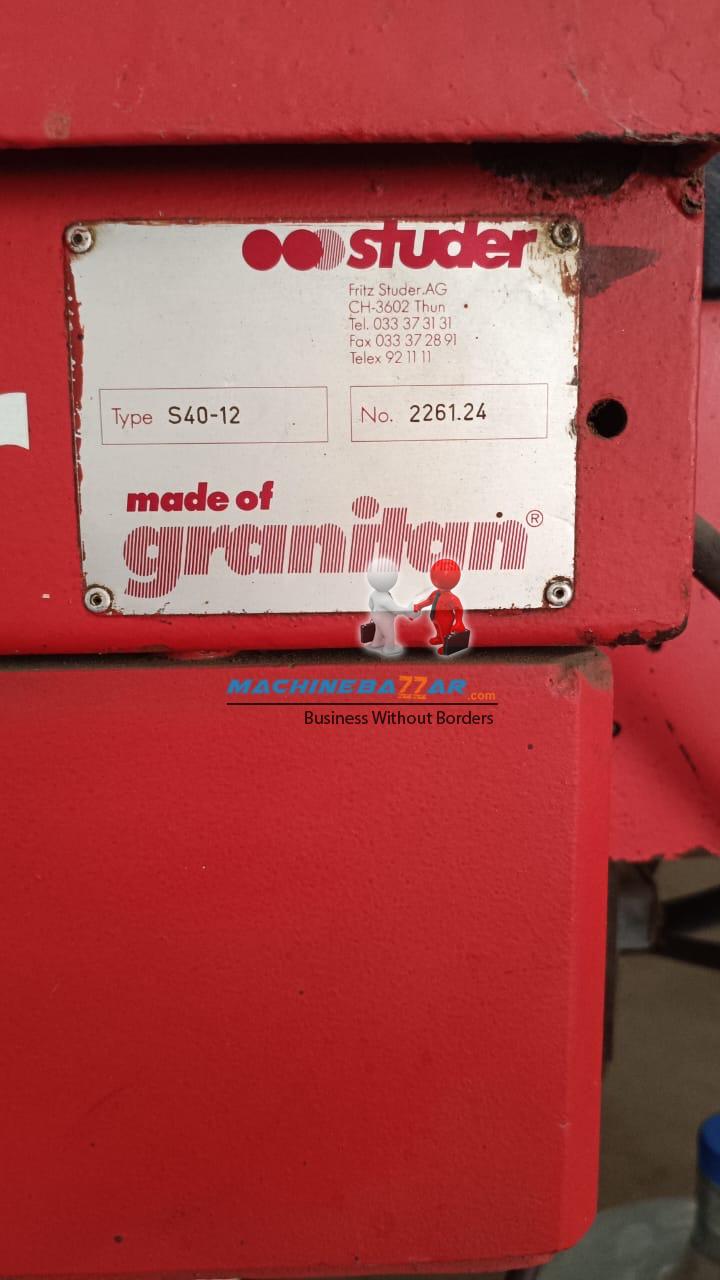 studer
Fritz Studer AG
CH-3602 Thun
Tel. 033 37 31 31
Fax 033 37 28 91
Telex 92 11 11
Type S40-12
No. 2261.24
made of
granitan®
MACHINEBA77AR.com
Business Without Borders